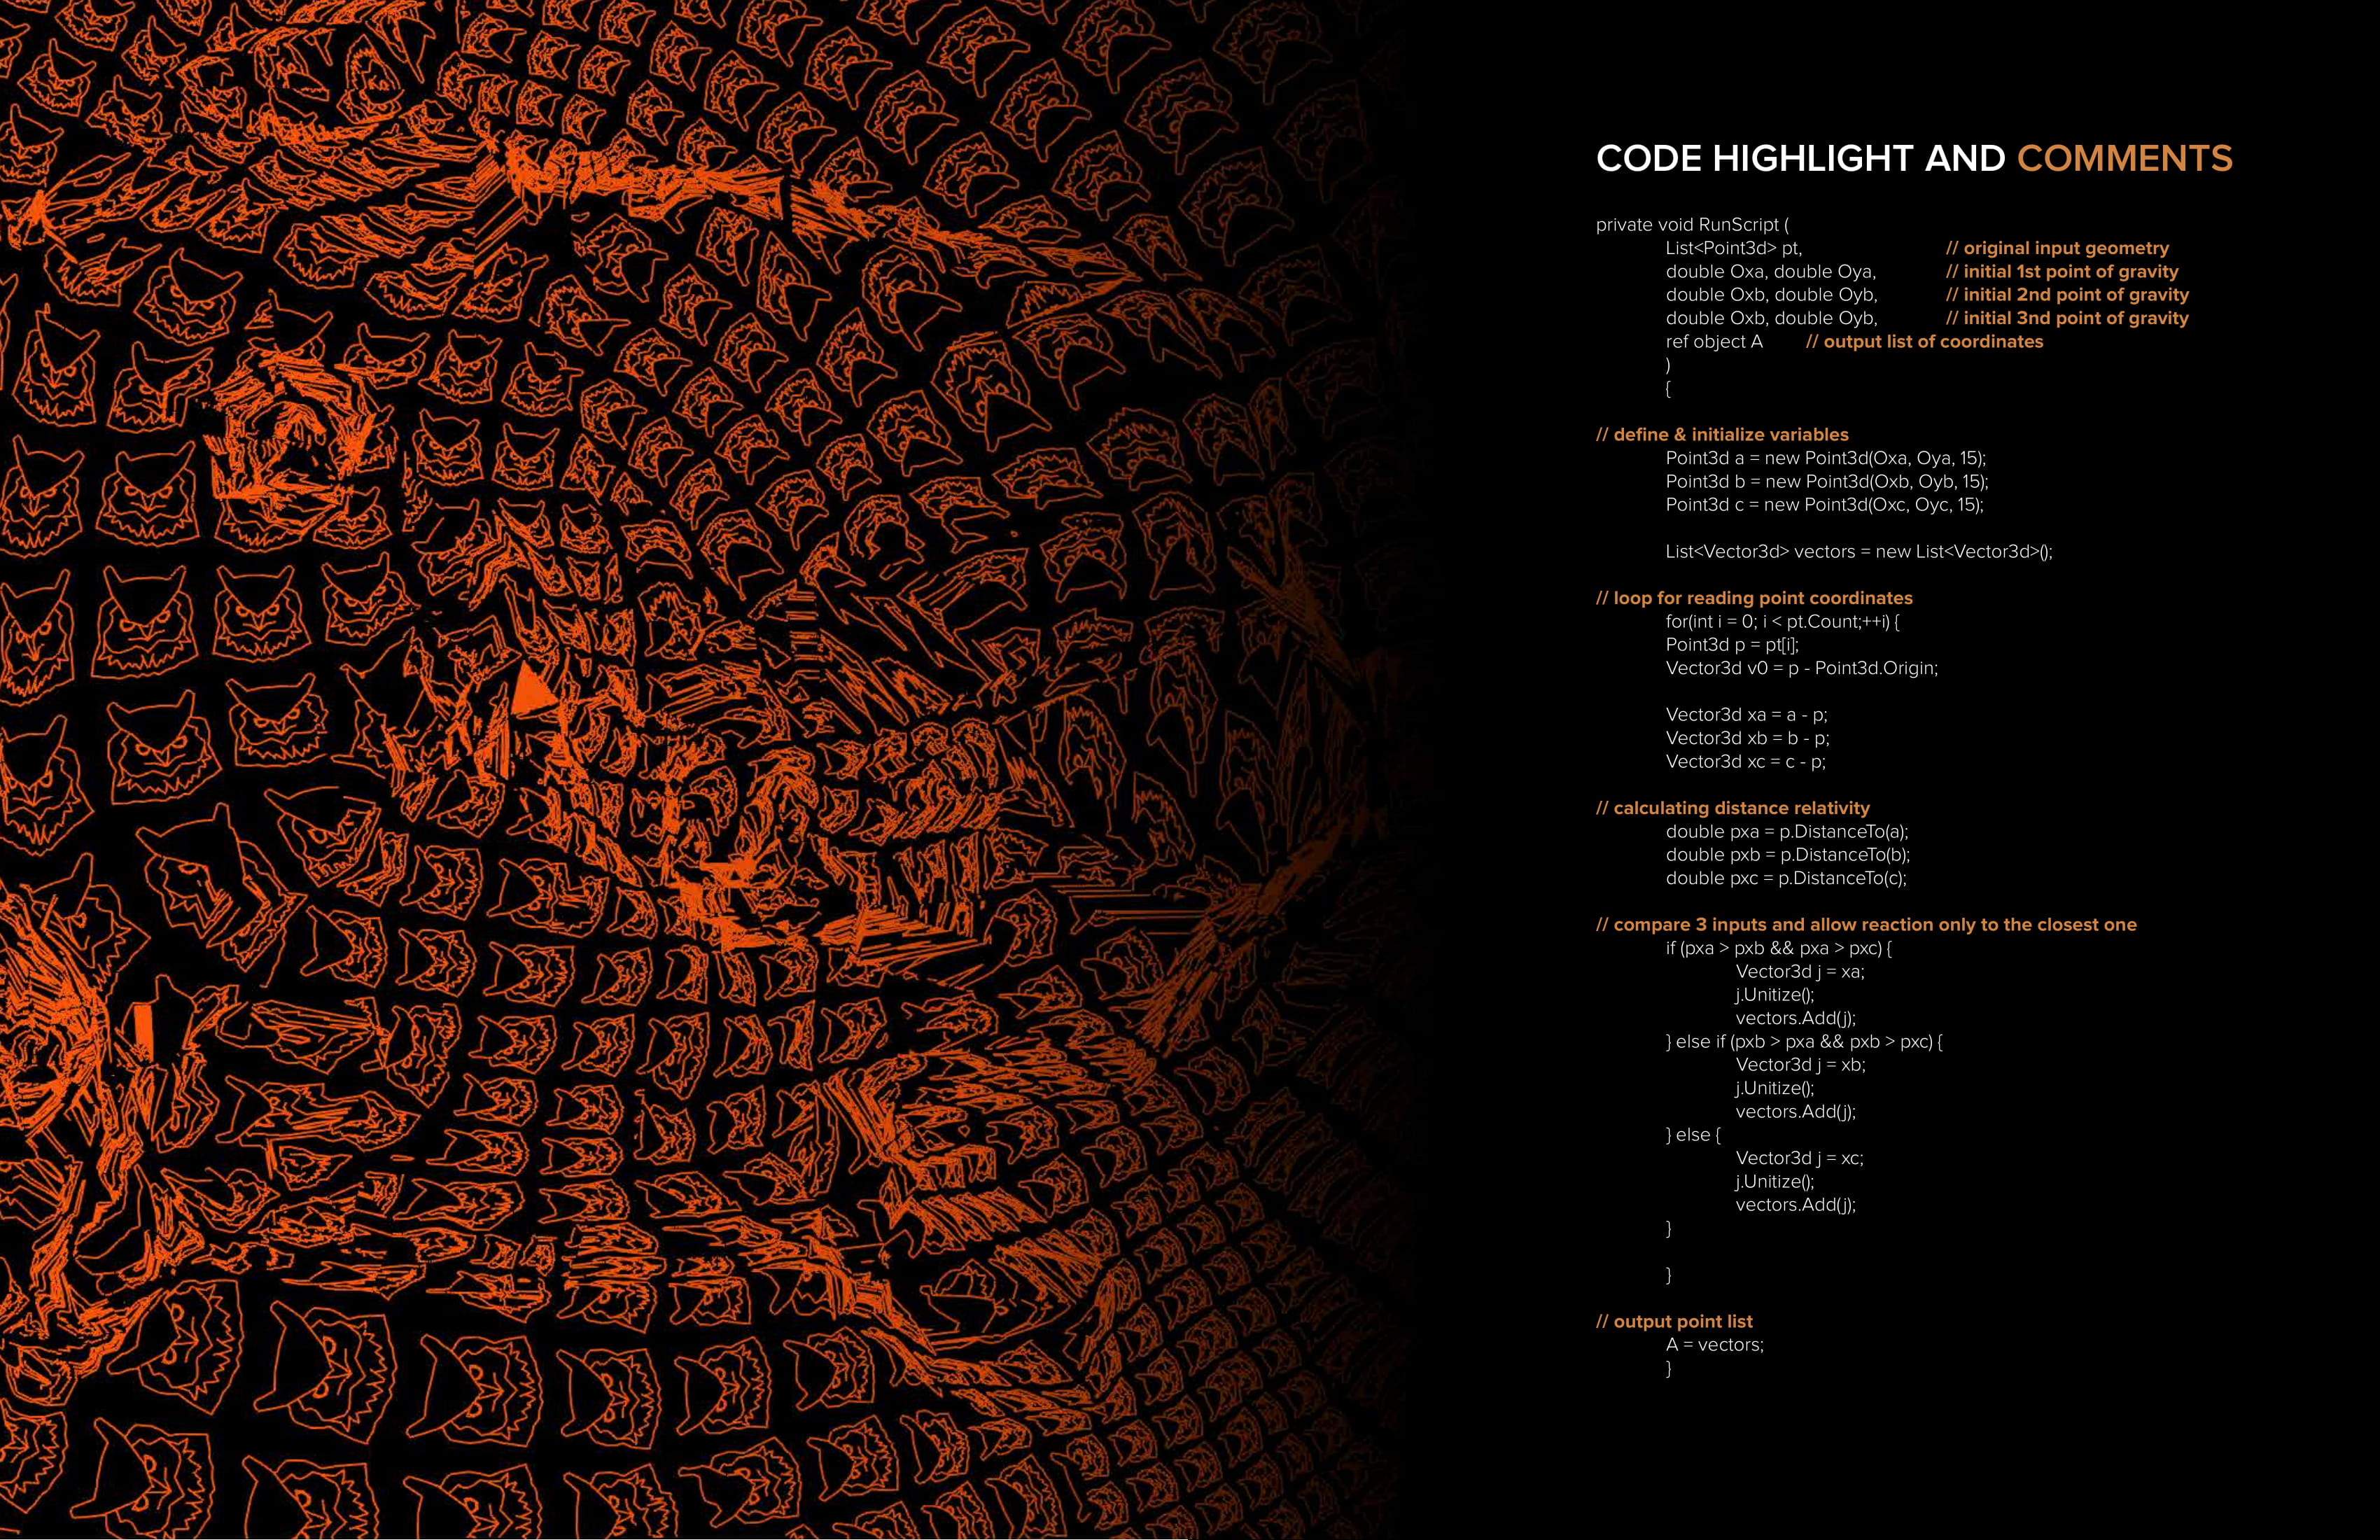 CODE HIGHLIGHT AND COMMENTS
private void RunScript (
List<Point3d> pt, // original input geometry
double Oxa, double Oya, // initial 1st point of gravity
double Oxb, double Oyb, // initial 2nd point of gravity
double Oxb, double Oyb, // initial 3nd point of gravity
ref object A // output list of coordinates
)
{
// define & initialize variables
Point3d a = new Point3d(Oxa, Oya, 15);
Point3d b = new Point3d(Oxb, Oyb, 15);
Point3d c = new Point3d(Oxc, Oyc, 15);
List<Vector3d> vectors = new List<Vector3d>();
// loop for reading point coordinates
for(int i = 0; i < pt.Count;++i) {
Point3d p = pt[i];
Vector3d v0 = p - Point3d.Origin;
Vector3d xa = a - p;
Vector3d xb = b - p;
Vector3d xc = c - p;
// calculating distance relativity
double pxa = p.DistanceTo(a);
double pxb = p.DistanceTo(b);
double pxc = p.DistanceTo(c);
// compare 3 inputs and allow reaction only to the closest one
if (pxa > pxb && pxa > pxc) {
Vector3d j = xa;
j.Unitize();
vectors.Add(j);
} else if (pxb > pxa && pxb > pxc) {
Vector3d j = xb;
j.Unitize();
vectors.Add(j);
} else {
Vector3d j = xc;
j.Unitize();
vectors.Add(j);
}
}
// output point list
A = vectors;
}